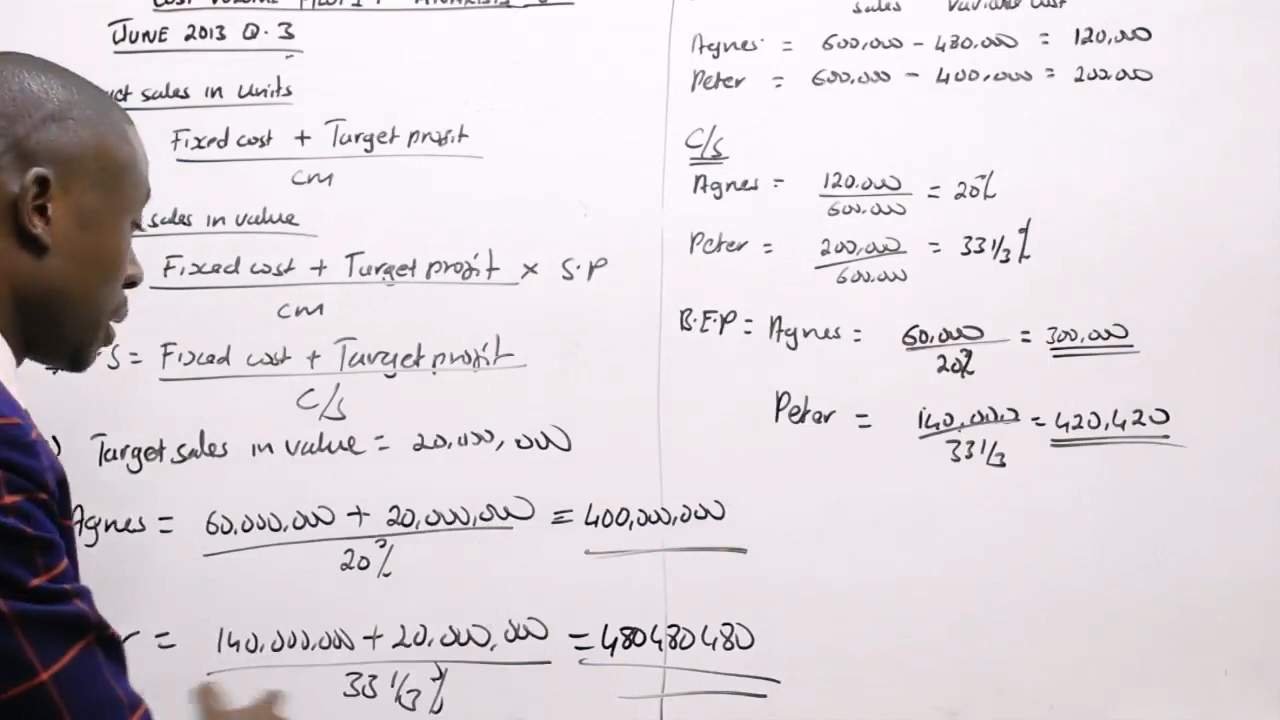 JUNE 2013 Q.3
sales in Units
Fixed cost + Target profit
CM
sales in value
Fixed cost + Target profit × S.P
CM
S = Fixed cost + Target profit
C/S
Target sales in value = 20,000,000
Agnes = 60,000,000 + 20,000,000 = 400,000,000
20%
= 140,000,000 + 20,000,000 = 480480480
33 1/3 %
sales variable cost
Agnes = 600,000 - 480,000 = 120,000
Peter = 600,000 - 400,000 = 200,000
C/S
Agnes = 120,000 = 20%
600,000
Peter = 200,000 = 33 1/3 %
600,000
B.E.P = Agnes = 60,000 = 300,000
20%
Peter = 140,000 = 420,420
33 1/3